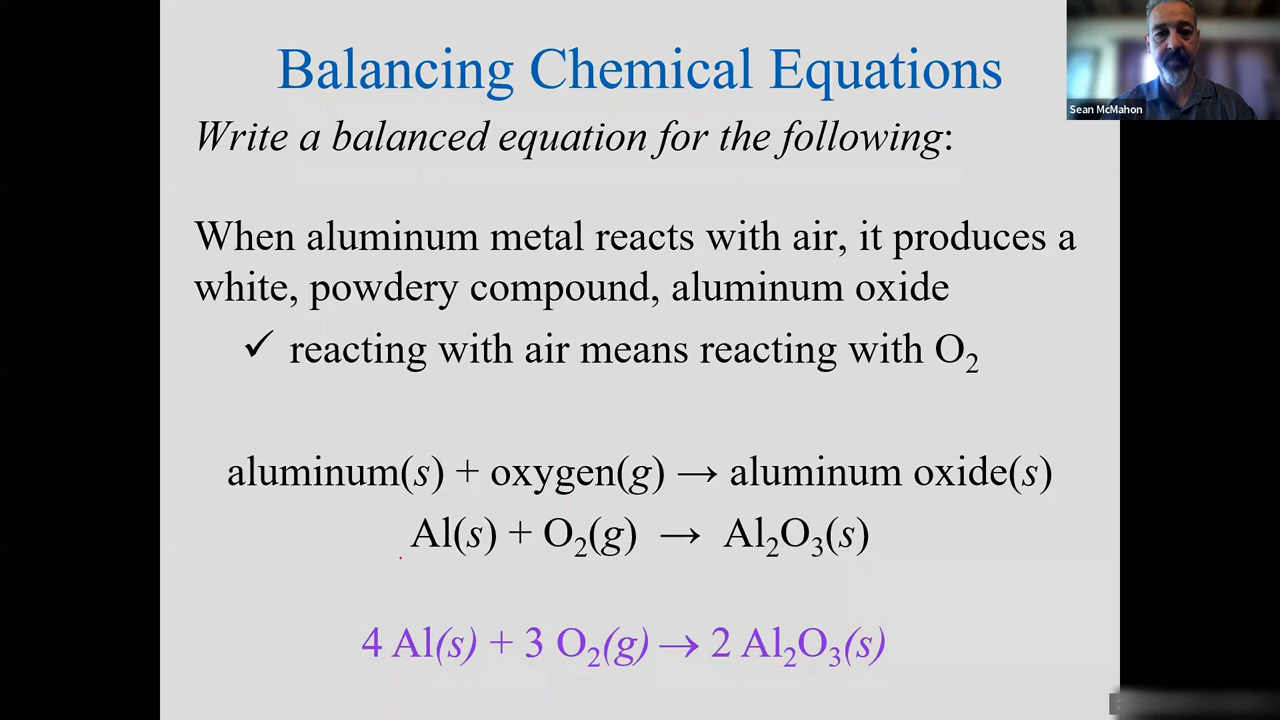 Balancing Chemical Equations
Sean McMahon
Write a balanced equation for the following:
When aluminum metal reacts with air, it produces a
white, powdery compound, aluminum oxide
✓ reacting with air means reacting with O₂
aluminum(s) + oxygen(g) → aluminum oxide(s)
Al(s) + O₂(g) → Al₂O₃(s)
4 Al(s) + 3 O₂(g) → 2 Al₂O₃(s)